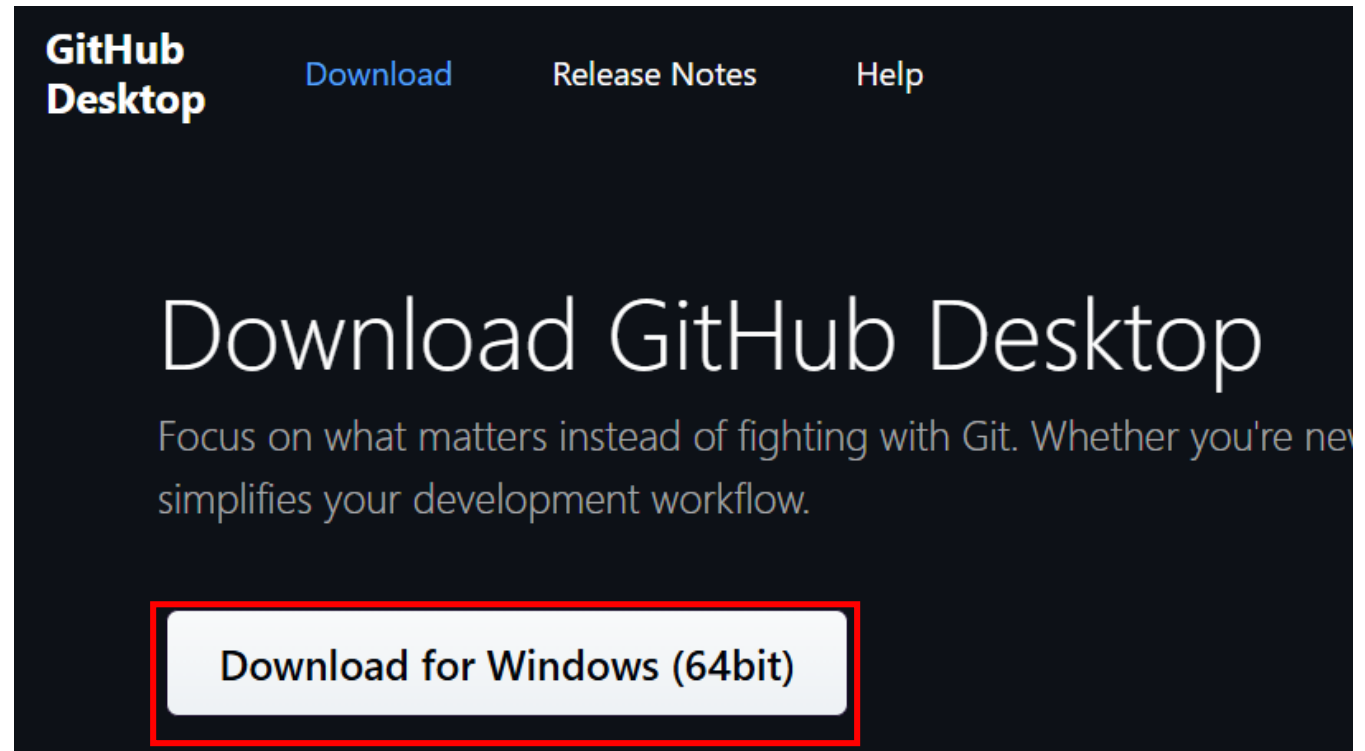 GitHub
Desktop
Download
Release Notes
Help
Download GitHub Desktop
Focus on what matters instead of fighting with Git. Whether you're
simplifies your development workflow.
Download for Windows (64bit)